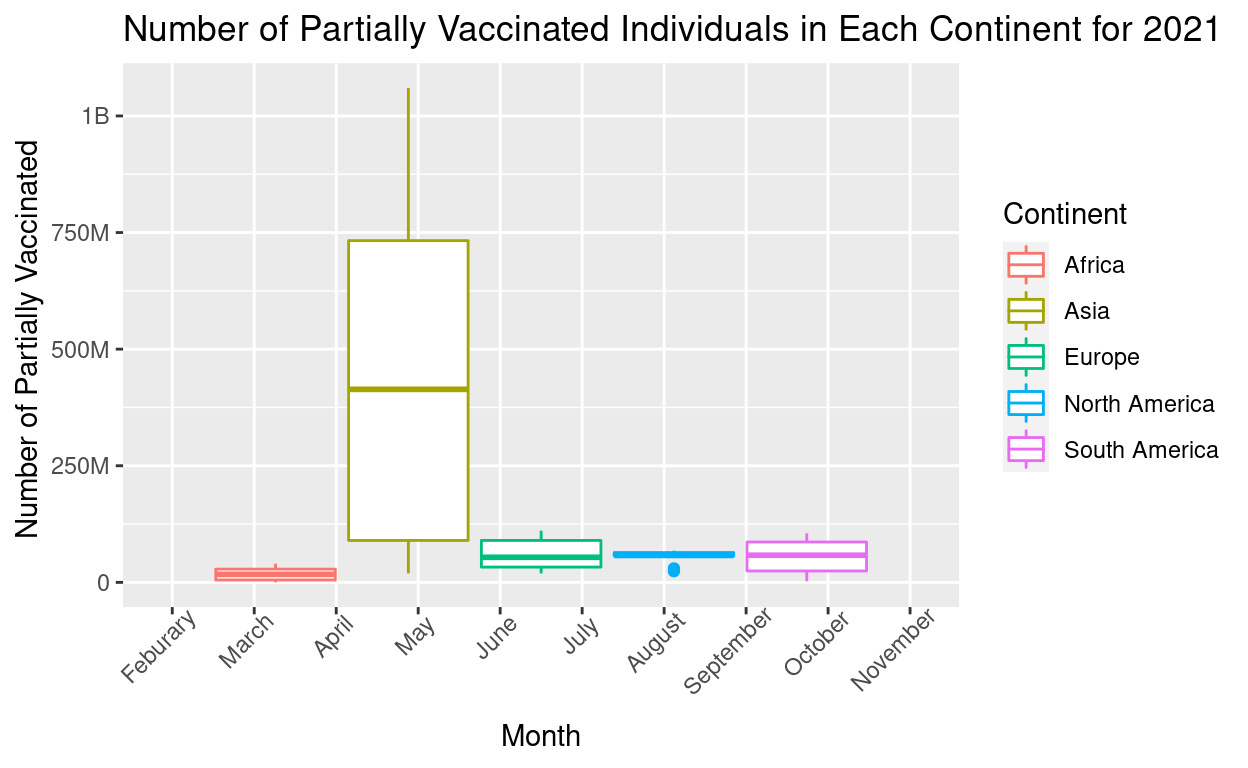 Number of Partially Vaccinated Individuals in Each Continent for 2021
Number of Partially Vaccinated
1B
750M
500M
250M
0
Feburary
March
April
May
June
July
August
September
October
November
Month
Continent
Africa
Asia
Europe
North America
South America